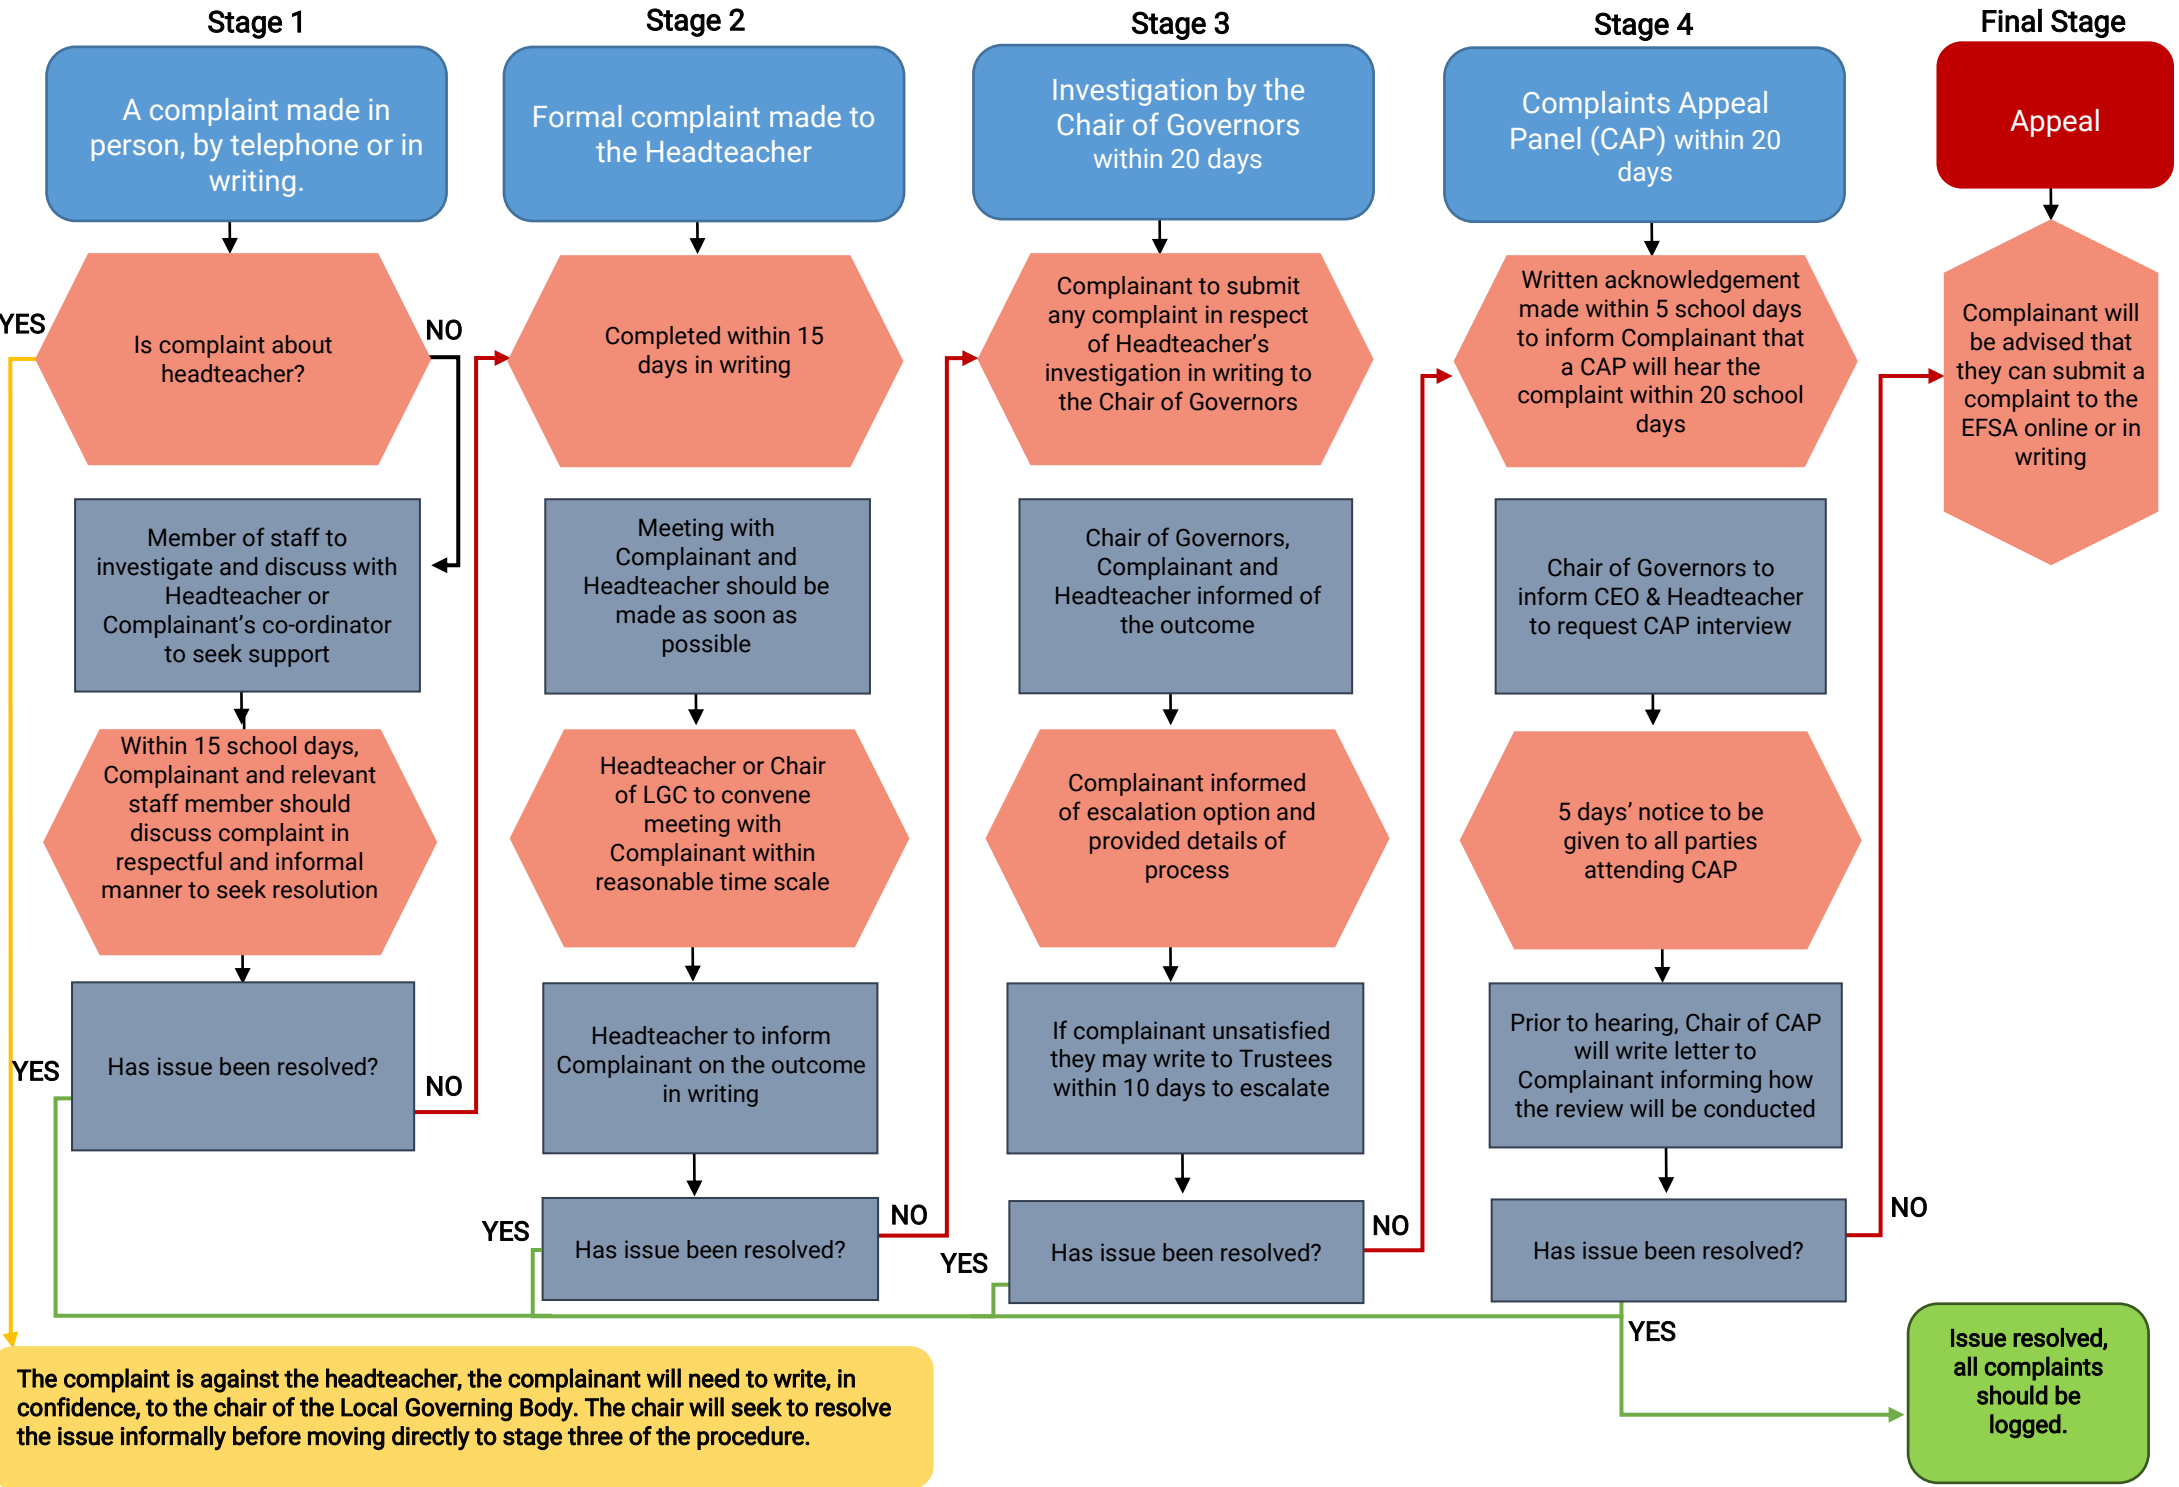 Stage 1
A complaint made in
person, by telephone or in
writing.
YES
NO
Is complaint about
headteacher?
Member of staff to
investigate and discuss with
Headteacher or
Complainant’s co-ordinator
to seek support
Within 15 school days,
Complainant and relevant
staff member should
discuss complaint in
respectful and informal
manner to seek resolution
YES
Has issue been resolved?
NO
Stage 2
Formal complaint made to
the Headteacher
Completed within 15
days in writing
Meeting with
Complainant and
Headteacher should be
made as soon as
possible
Headteacher or Chair
of LGC to convene
meeting with
Complainant within
reasonable time scale
Headteacher to inform
Complainant on the outcome
in writing
YES
Has issue been resolved?
NO
Stage 3
Investigation by the
Chair of Governors
within 20 days
Complainant to submit
any complaint in respect
of Headteacher’s
investigation in writing to
the Chair of Governors
Chair of Governors,
Complainant and
Headteacher informed of
the outcome
Complainant informed
of escalation option and
provided details of
process
If complainant unsatisfied
they may write to Trustees
within 10 days to escalate
YES
Has issue been resolved?
NO
Stage 4
Complaints Appeal
Panel (CAP) within 20
days
Written acknowledgement
made within 5 school days
to inform Complainant that
a CAP will hear the
complaint within 20 school
days
Chair of Governors to
inform CEO & Headteacher
to request CAP interview
5 days’ notice to be
given to all parties
attending CAP
Prior to hearing, Chair of CAP
will write letter to
Complainant informing how
the review will be conducted
Has issue been resolved?
NO
YES
Final Stage
Appeal
Complainant will
be advised that
they can submit a
complaint to the
EFSA online or in
writing
The complaint is against the headteacher, the complainant will need to write, in
confidence, to the chair of the Local Governing Body. The chair will seek to resolve
the issue informally before moving directly to stage three of the procedure.
Issue resolved,
all complaints
should be
logged.